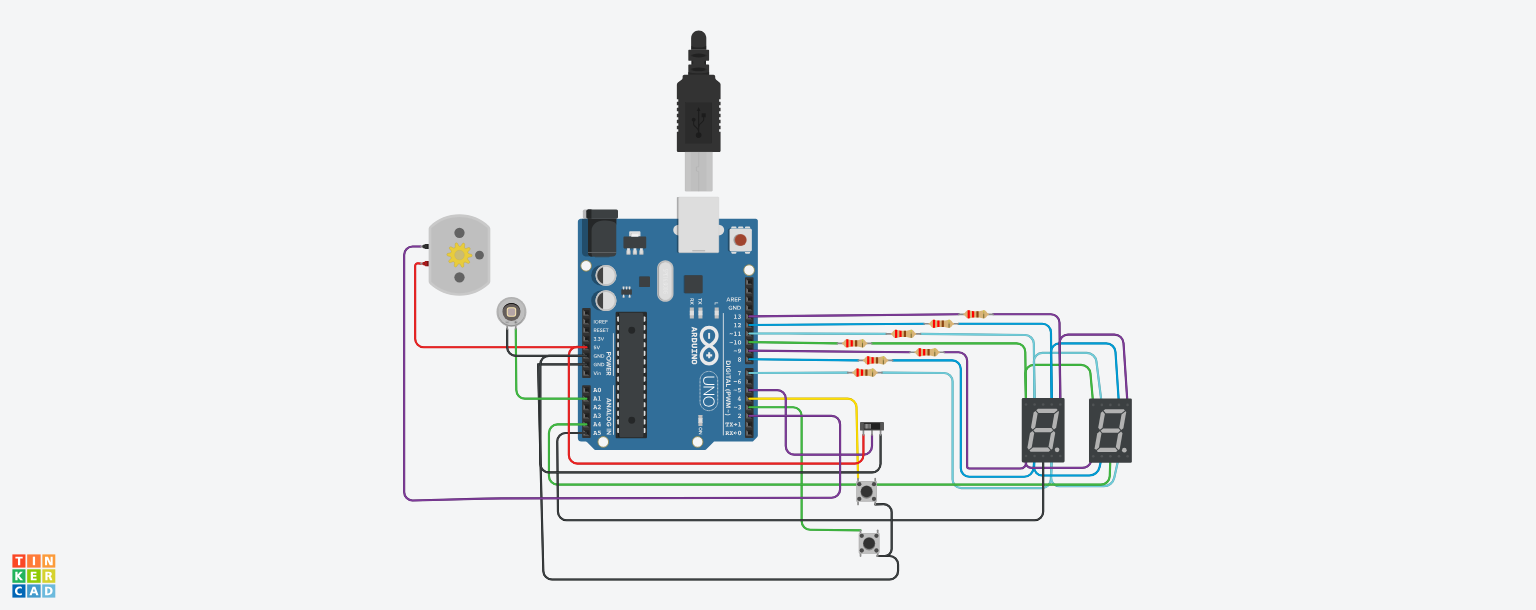 AREF
GND
13
12
~11
~10
~9
8
7
~6
~5
4
~3
2
TX→1
RX←0
DIGITAL (PWM~)
IOREF
RESET
3.3V
5V
GND
GND
Vin
POWER
A0
A1
A2
A3
A4
A5
ANALOG IN
RX
TX
L
ARDUINO
UNO
ON
TIN
KER
CAD